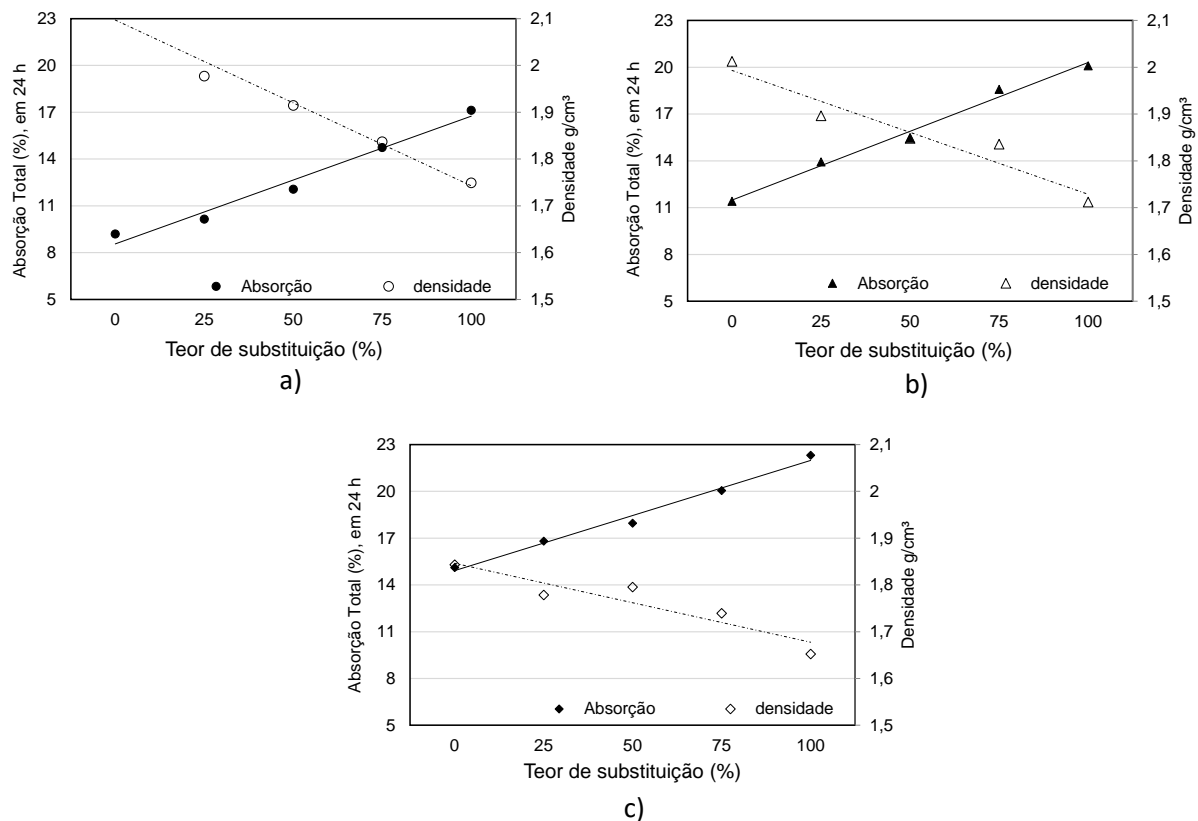 23
20
17
14
11
8
5
Absorção Total (%), em 24 h
2,1
2
1,9
1,8
1,7
1,6
1,5
Densidade g/cm³
Absorção densidade
0 25 50 75 100
Teor de substituição (%)
a)
23
20
17
14
11
8
5
Absorção Total (%), em 24 h
2,1
2
1,9
1,8
1,7
1,6
1,5
Densidade g/cm³
Absorção densidade
0 25 50 75 100
Teor de substituição (%)
b)
23
20
17
14
11
8
5
Absorção Total (%), em 24 h
2,1
2
1,9
1,8
1,7
1,6
1,5
Densidade g/cm³
Absorção densidade
0 25 50 75 100
Teor de substituição (%)
c)